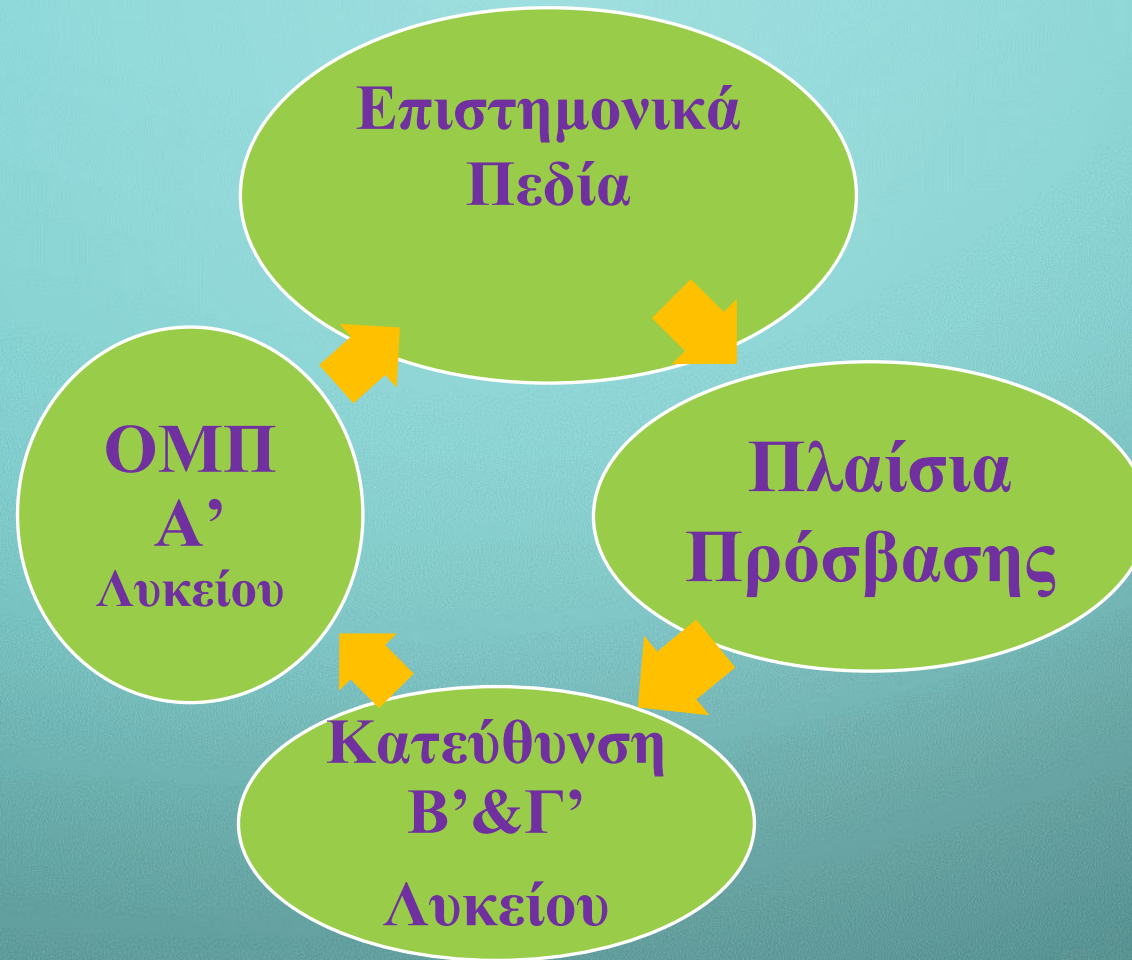 Επιστημονικά
Πεδία
ΟΜΠ
Α’
Λυκείου
Πλαίσια
Πρόσβασης
Κατεύθυνση
Β’&Γ’
Λυκείου